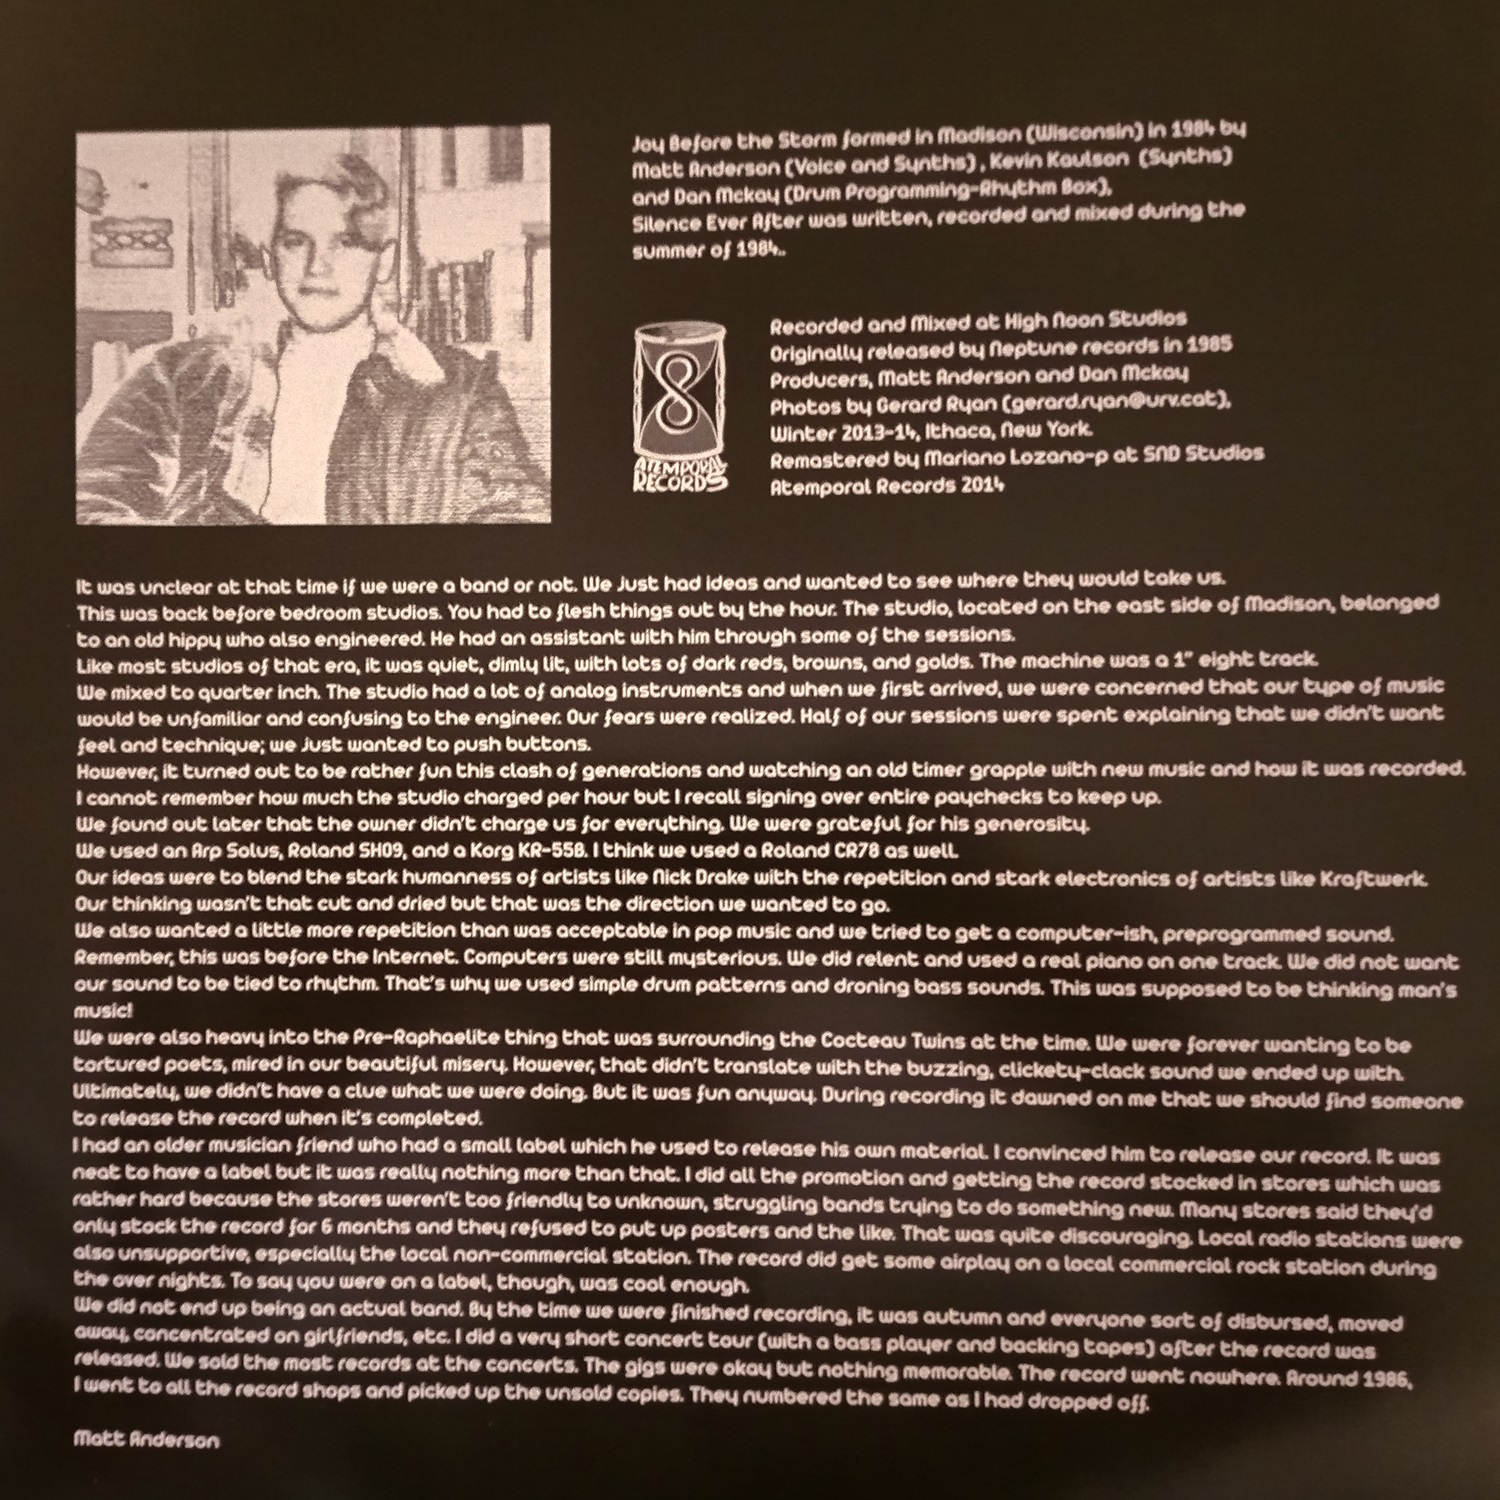 Joy Before the Storm formed in Madison (Wisconsin) in 1984 by
Matt Anderson (Voice and Synths) , Kevin Kaulson (Synths)
and Dan Mckay (Drum Programming-Rhythm Box),
Silence Ever After was written, recorded and mixed during the
summer of 1984..
Recorded and Mixed at High Noon Studios
Originally released by Neptune records in 1985
Producers, Matt Anderson and Dan Mckay
Photos by Gerard Ryan (gerard.ryan@urv.cat),
Winter 2013-14, Ithaca, New York.
Remastered by Mariano Lozano-p at SND Studios
Atemporal Records 2014
ATEMPORAL
RECORDS
It was unclear at that time if we were a band or not. We Just had ideas and wanted to see where they would take us.
This was back before bedroom studios. You had to flesh things out by the hour. The studio, located on the east side of Madison, belonged
to an old hippy who also engineered. He had an assistant with him through some of the sessions.
Like most studios of that era, it was quiet, dimly lit, with lots of dark reds, browns, and golds. The machine was a 1" eight track.
We mixed to quarter inch. The studio had a lot of analog instruments and when we first arrived, we were concerned that our type of music
would be unfamiliar and confusing to the engineer. Our fears were realized. Half of our sessions were spent explaining that we didn't want
feel and technique; we Just wanted to push buttons.
However, it turned out to be rather fun this clash of generations and watching an old timer grapple with new music and how it was recorded.
I cannot remember how much the studio charged per hour but I recall signing over entire paychecks to keep up.
We found out later that the owner didn't charge us for everything. We were grateful for his generosity.
We used an Arp Solus, Roland SH09, and a Korg KR-55B. I think we used a Roland CR78 as well.
Our ideas were to blend the stark humanness of artists like Nick Drake with the repetition and stark electronics of artists like Kraftwerk.
Our thinking wasn't that cut and dried but that was the direction we wanted to go.
We also wanted a little more repetition than was acceptable in pop music and we tried to get a computer-ish, preprogrammed sound.
Remember, this was before the Internet. Computers were still mysterious. We did relent and used a real piano on one track. We did not want
our sound to be tied to rhythm. That's why we used simple drum patterns and droning bass sounds. This was supposed to be thinking man's
music!
We were also heavy into the Pre-Raphaelite thing that was surrounding the Cocteau Twins at the time. We were forever wanting to be
tortured poets, mired in our beautiful misery. However, that didn't translate with the buzzing, clickety-clack sound we ended up with.
Ultimately, we didn't have a clue what we were doing. But it was fun anyway. During recording it dawned on me that we should find someone
to release the record when it's completed.
I had an older musician friend who had a small label which he used to release his own material. I convinced him to release our record. It was
neat to have a label but it was really nothing more than that. I did all the promotion and getting the record stocked in stores which was
rather hard because the stores weren't too friendly to unknown, struggling bands trying to do something new. Many stores said they'd
only stock the record for 6 months and they refused to put up posters and the like. That was quite discouraging. Local radio stations were
also unsupportive, especially the local non-commercial station. The record did get some airplay on a local commercial rock station during
the over nights. To say you were on a label, though, was cool enough.
We did not end up being an actual band. By the time we were finished recording, it was autumn and everyone sort of disbursed, moved
away, concentrated on girlfriends, etc. I did a very short concert tour (with a bass player and backing tapes) after the record was
released. We sold the most records at the concerts. The gigs were okay but nothing memorable. The record went nowhere. Around 1986,
I went to all the record shops and picked up the unsold copies. They numbered the same as I had dropped off.
Matt Anderson